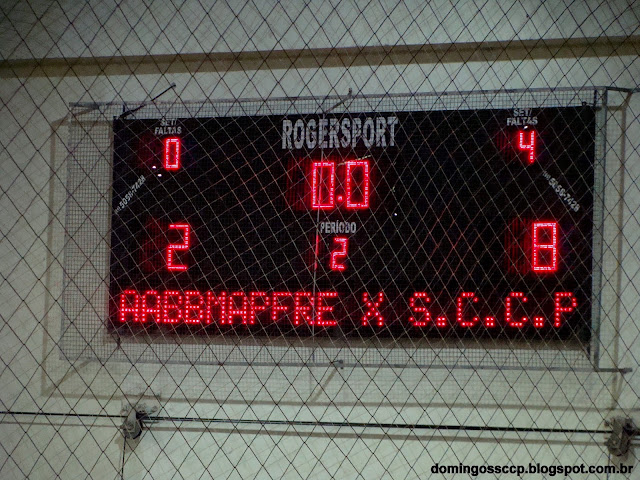 SET/
FALTAS
SET/
FALTAS
ROGERSPORT
0
4
0.0
PERÍODO
2
2
8
AABBMAPFRE X S.C.C.P
domingossccp.blogspot.com.br